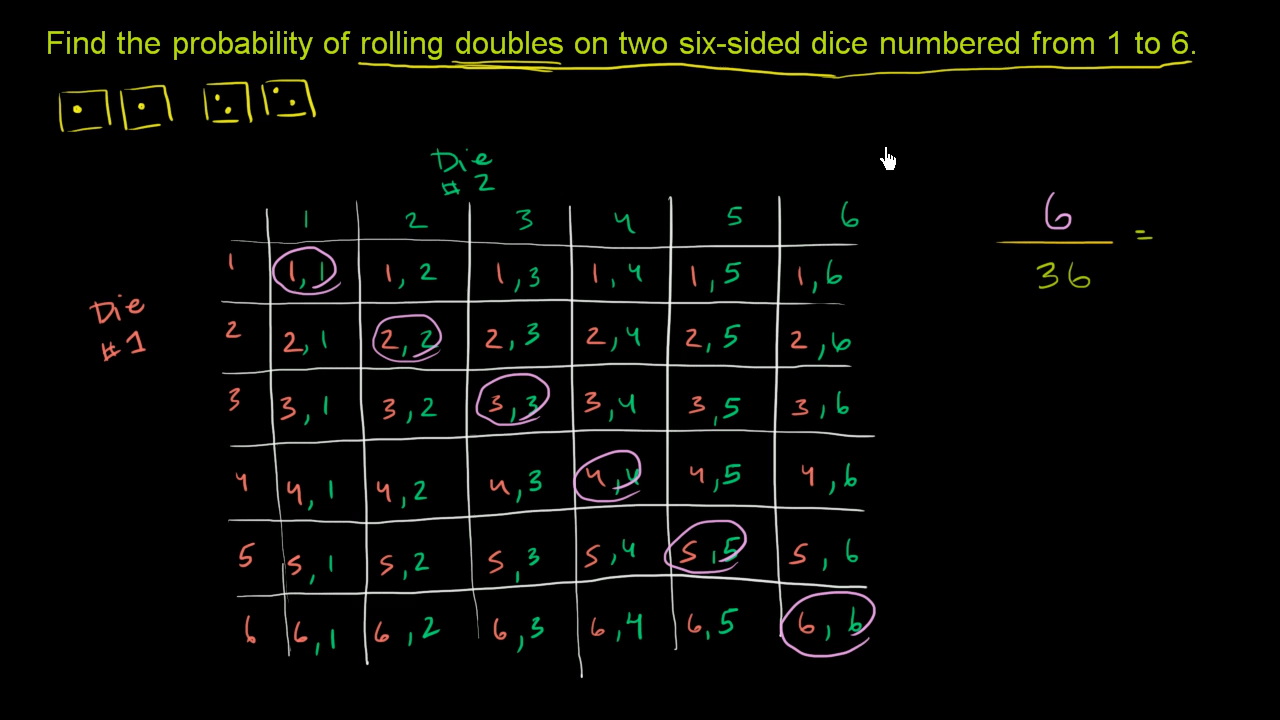 Find the probability of rolling doubles on two six-sided dice numbered from 1 to 6.
Die
# 2
1 2 3 4 5 6
1 1,1 1,2 1,3 1,4 1,5 1,6
Die
# 1
2 2,1 2,2 2,3 2,4 2,5 2,6
3 3,1 3,2 3,3 3,4 3,5 3,6
4 4,1 4,2 4,3 4,4 4,5 4,6
5 5,1 5,2 5,3 5,4 5,5 5,6
6 6,1 6,2 6,3 6,4 6,5 6,6
6
=
36